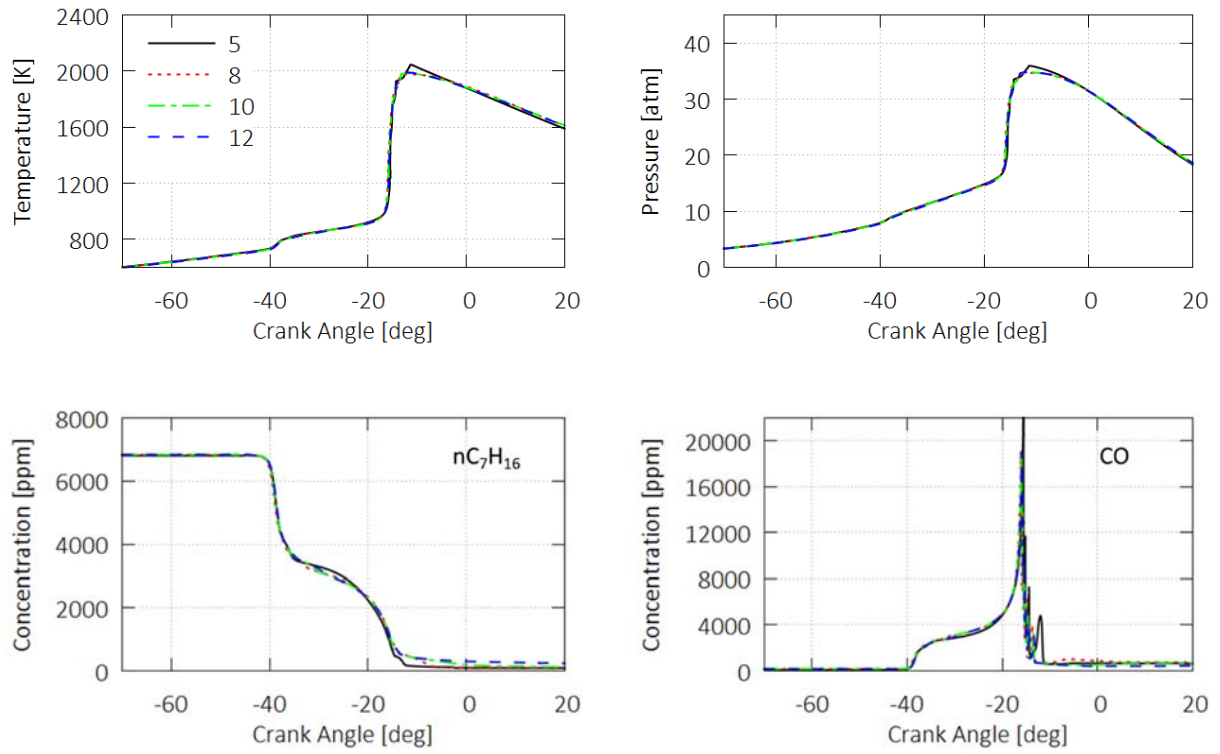 2400
2000
1600
1200
800
Temperature [K]
5
8
10
12
-60 -40 -20 0 20
Crank Angle [deg]
40
30
20
10
0
Pressure [atm]
-60 -40 -20 0 20
Crank Angle [deg]
8000
6000
4000
2000
0
Concentration [ppm]
nC₇H₁₆
-60 -40 -20 0 20
Crank Angle [deg]
20000
16000
12000
8000
4000
0
Concentration [ppm]
CO
-60 -40 -20 0 20
Crank Angle [deg]